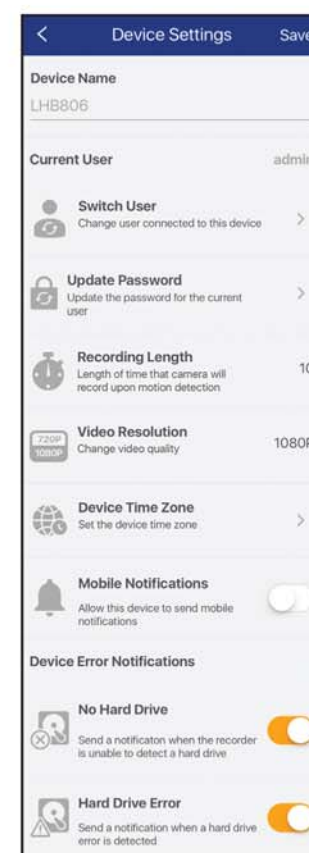 Device Settings
Save
Device Name
LHB806
Current User
admin
Switch User
Change user connected to this device
Update Password
Update the password for the current
user
Recording Length
Length of time that camera will
record upon motion detection
10
Video Resolution
Change video quality
720P
1080P
1080P
Device Time Zone
Set the device time zone
Mobile Notifications
Allow this device to send mobile
notifications
Device Error Notifications
No Hard Drive
Send a notificaton when the recorder
is unable to detect a hard drive
Hard Drive Error
Send a notification when a hard drive
error is detected